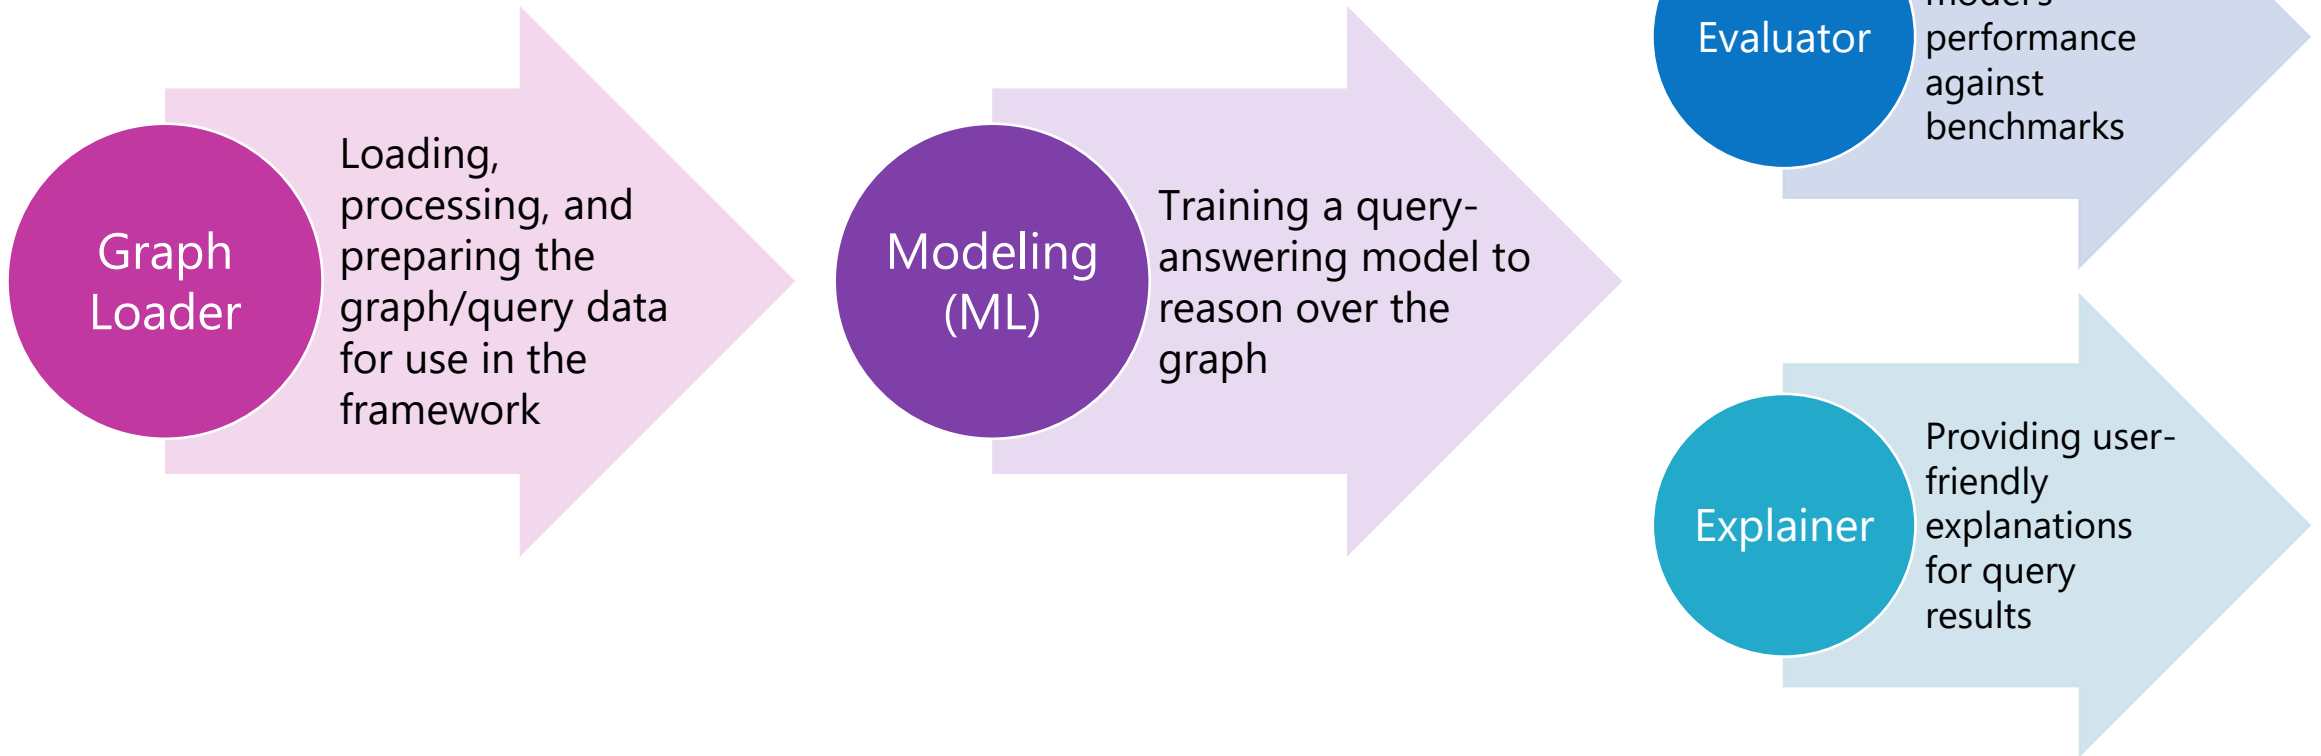 Graph
Loader
Loading,
processing, and
preparing the
graph/query data
for use in the
framework
Modeling
(ML)
Training a query-
answering model to
reason over the
graph
Evaluator
performance
against
benchmarks
Explainer
Providing user-
friendly
explanations
for query
results